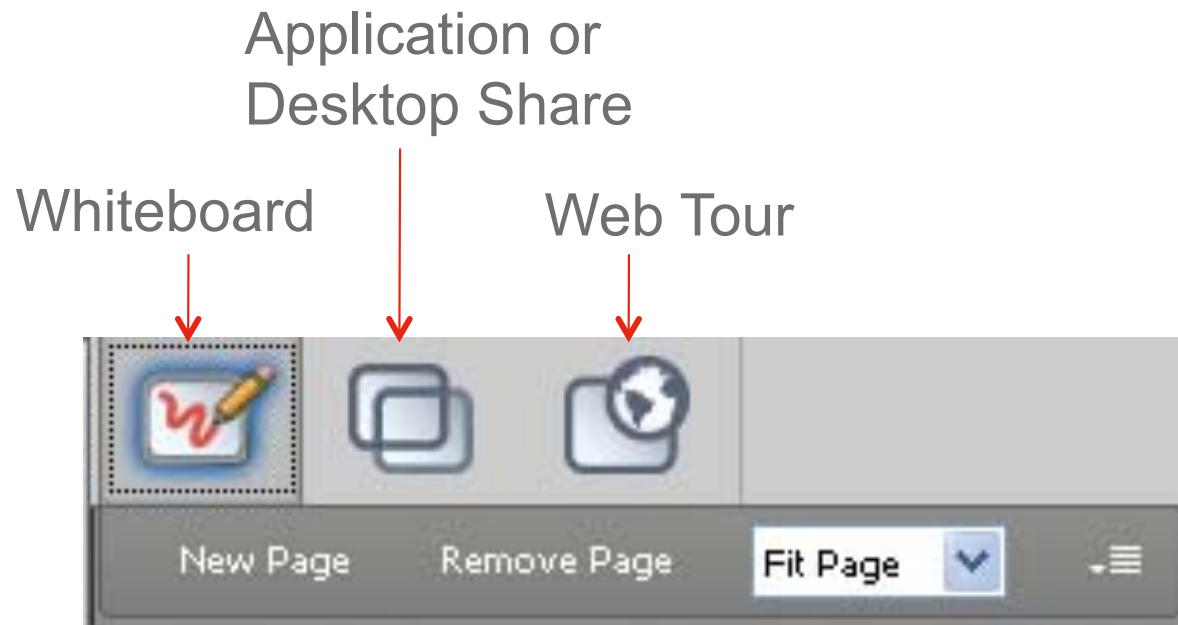 Application or
Desktop Share
Whiteboard
Web Tour
New Page
Remove Page
Fit Page